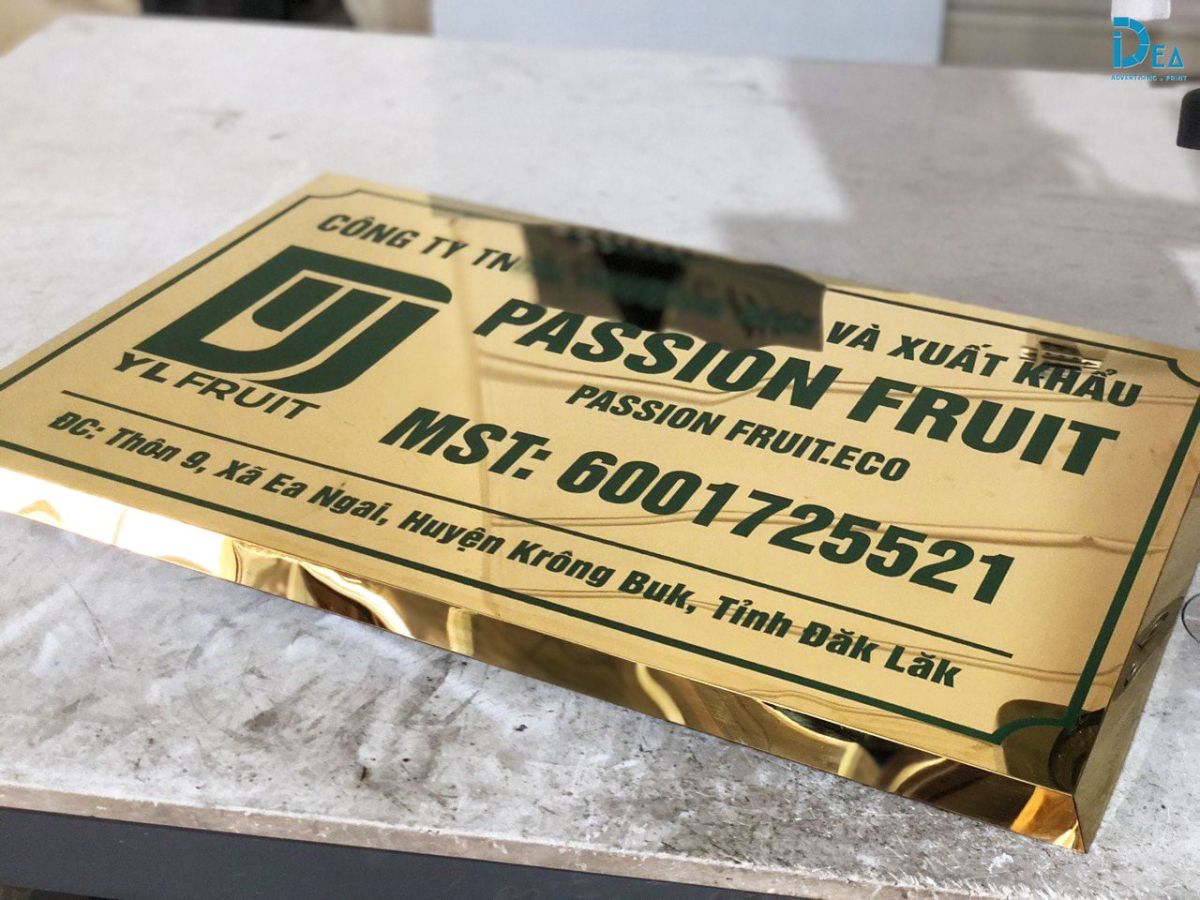 CÔNG TY TN
VÀ XUẤT KHẨU
PASSION FRUIT
PASSION FRUIT.ECO
YL FRUIT
MST: 6001725521
ĐC: Thôn 9, Xã Ea Ngai, Huyện Krông Buk, Tỉnh Đăk Lăk
IDEA
ADVERTISING - PRINT